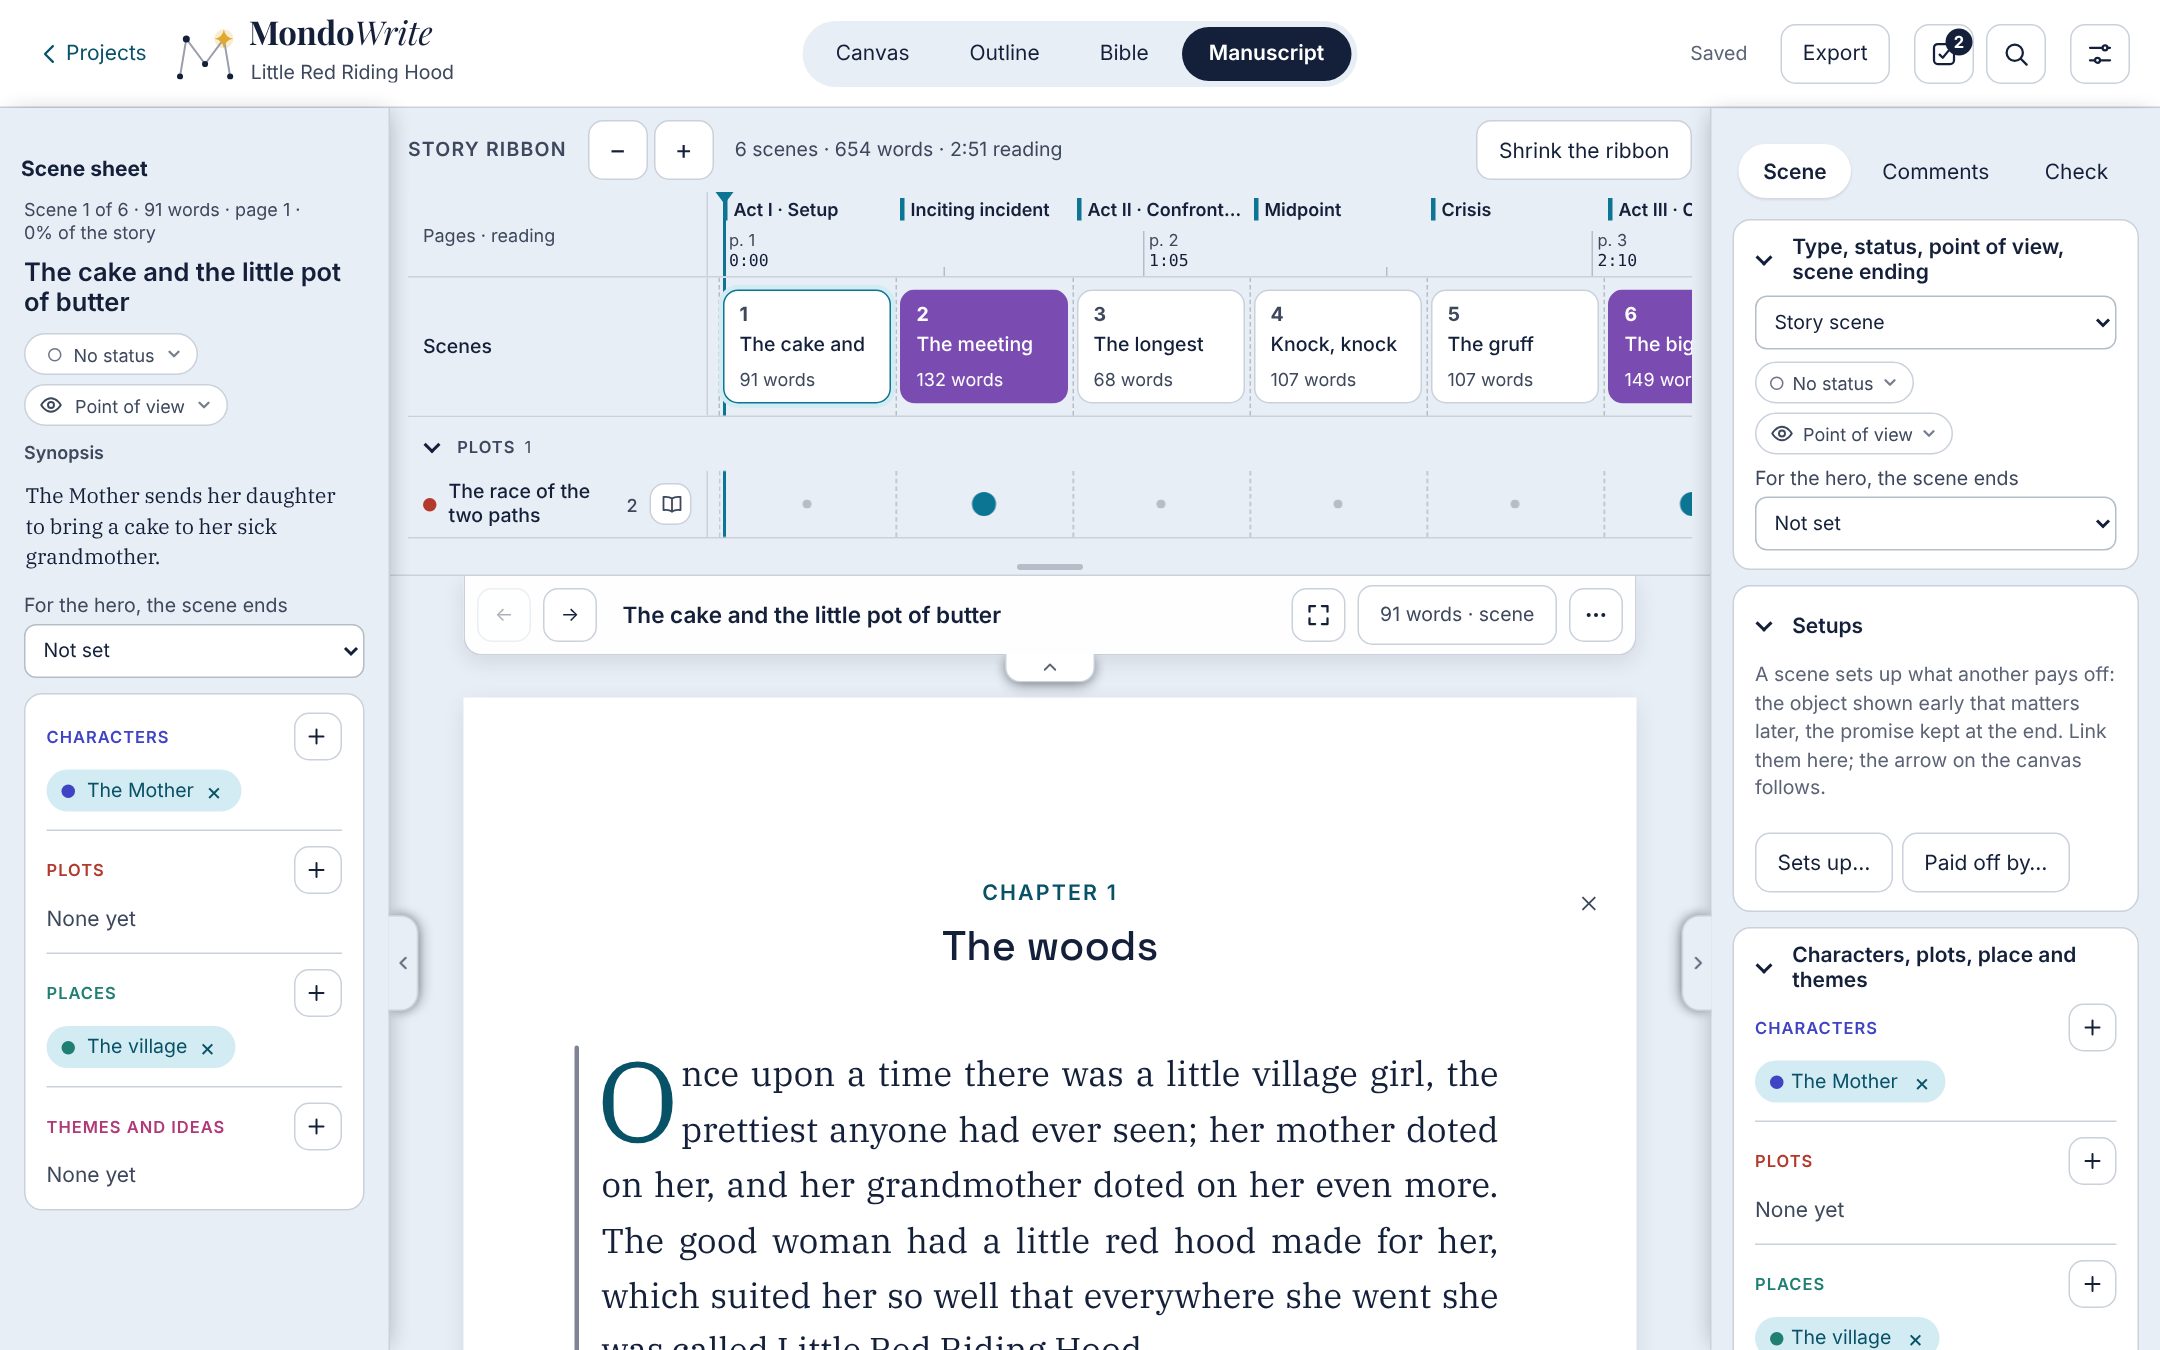 Projects
MondoWrite
Little Red Riding Hood
Canvas
Outline
Bible
Manuscript
Saved
Export
2
Scene sheet
Scene 1 of 6 · 91 words · page 1 ·
0% of the story
The cake and the little pot
of butter
No status
Point of view
Synopsis
The Mother sends her daughter
to bring a cake to her sick
grandmother.
For the hero, the scene ends
Not set
CHARACTERS
The Mother
PLOTS
None yet
PLACES
The village
THEMES AND IDEAS
None yet
STORY RIBBON
6 scenes · 654 words · 2:51 reading
Shrink the ribbon
Pages · reading
Act I · Setup
Inciting incident
Act II · Confront...
Midpoint
Crisis
Act III · C
p. 1
0:00
p. 2
1:05
p. 3
2:10
Scenes
1
The cake and
91 words
2
The meeting
132 words
3
The longest
68 words
4
Knock, knock
107 words
5
The gruff
107 words
6
The big
149 wor
PLOTS 1
The race of the
two paths
2
The cake and the little pot of butter
91 words · scene
CHAPTER 1
The woods
Once upon a time there was a little village girl, the
prettiest anyone had ever seen; her mother doted
on her, and her grandmother doted on her even more.
The good woman had a little red hood made for her,
which suited her so well that everywhere she went she
was called Little Red Riding Hood.
Scene
Comments
Check
Type, status, point of view,
scene ending
Story scene
No status
Point of view
For the hero, the scene ends
Not set
Setups
A scene sets up what another pays off:
the object shown early that matters
later, the promise kept at the end. Link
them here; the arrow on the canvas
follows.
Sets up...
Paid off by...
Characters, plots, place and
themes
CHARACTERS
The Mother
PLOTS
None yet
PLACES
The village